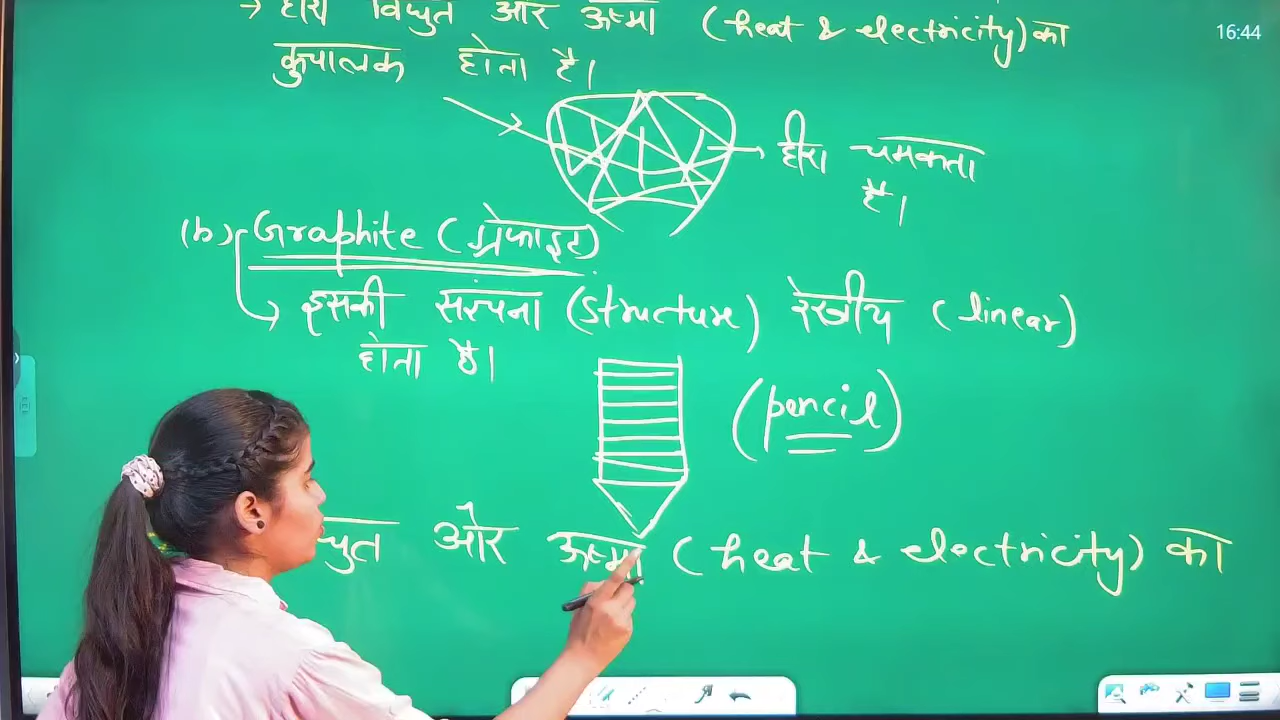 → हीरा विद्युत और ऊष्मा (heat & electricity) का
कुचालक होता है।
16:44
→ हीरा चमकता
है।
(b) Graphite (ग्रेफाइट)
→ इसकी संरचना (structure) रेखीय (linear)
होता है।
(pencil)
और ऊष्मा (heat & electricity) का